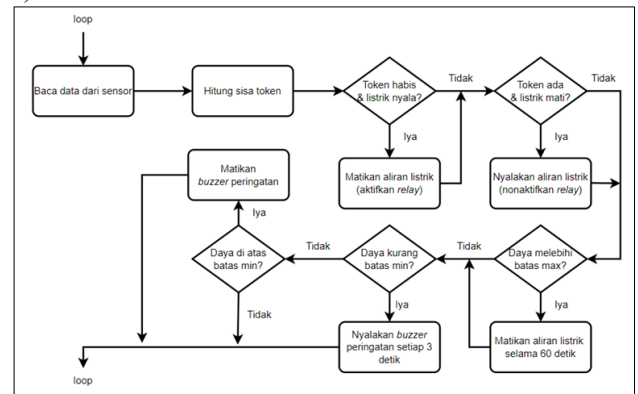 )
loop
Baca data dari sensor
Hitung sisa token
Token habis
& listrik nyala?
Tidak
Token ada
& listrik mati?
Tidak
Iya
Iya
Matikan aliran listrik
(aktifkan relay)
Nyalakan aliran listrik
(nonaktifkan relay)
Matikan
buzzer peringatan
Iya
Daya di atas
batas min?
Tidak
Daya kurang
batas min?
Tidak
Daya melebihi
batas max?
Tidak
Iya
Iya
Nyalakan buzzer
peringatan setiap 3
detik
Matikan aliran listrik
selama 60 detik
loop